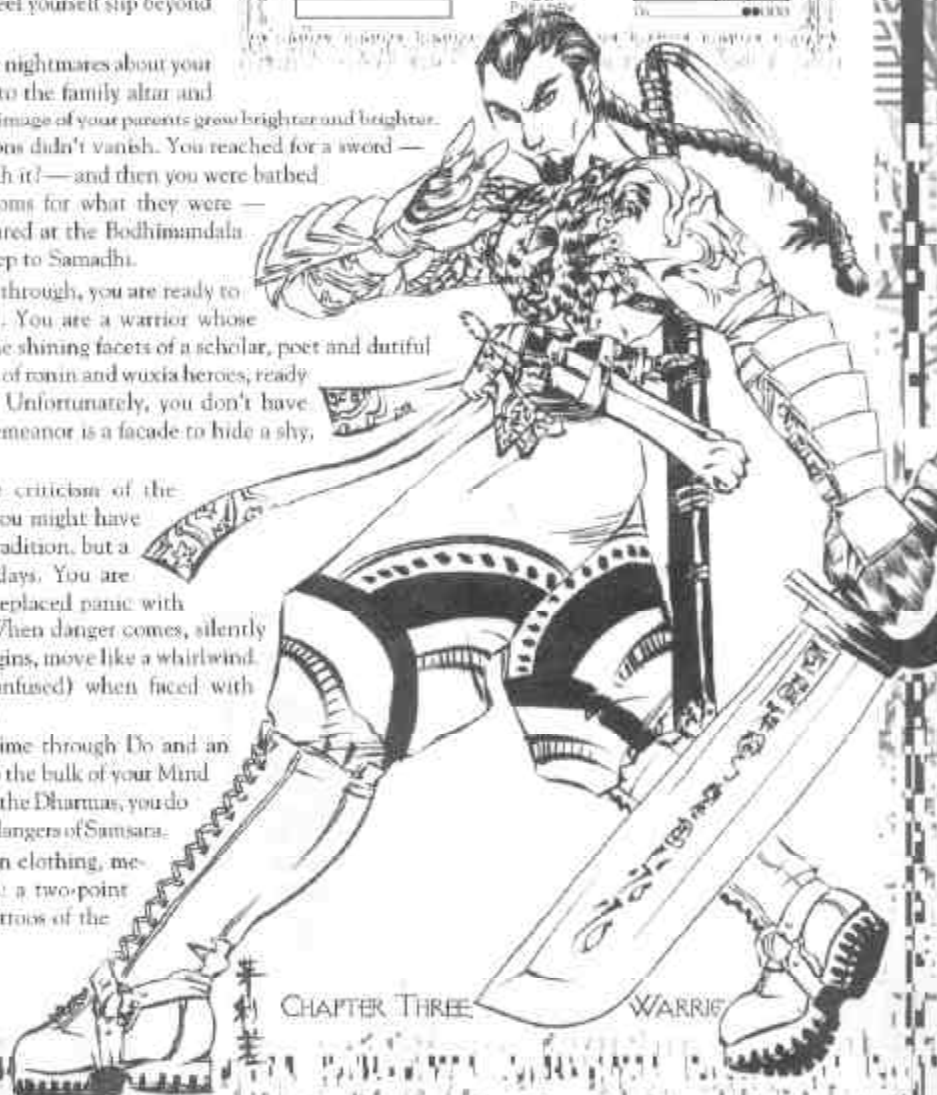 eel yourself slip beyond
nightmares about your
to the family altar and
image of your parents grow brighter and brighter.
ons didn't vanish. You reached for a sword —
h it? — and then you were bathed
oms for what they were —
ared at the Bodhimandala
ep to Samadhi.
through, you are ready to
. You are a warrior whose
e shining facets of a scholar, poet and dutiful
of ronin and wuxia heroes, ready
Unfortunately, you don't have
emeanor is a facade to hide a shy,
criticism of the
ou might have
adition, but a
days. You are
eplaced panic with
When danger comes, silently
gins, move like a whirlwind.
nfused) when faced with
ime through Do and an
the bulk of your Mind
the Dharmas, you do
dangers of Samsara.
n clothing, me-
: a two-point
ttoos of the
CHAPTER THREE
WARRIO